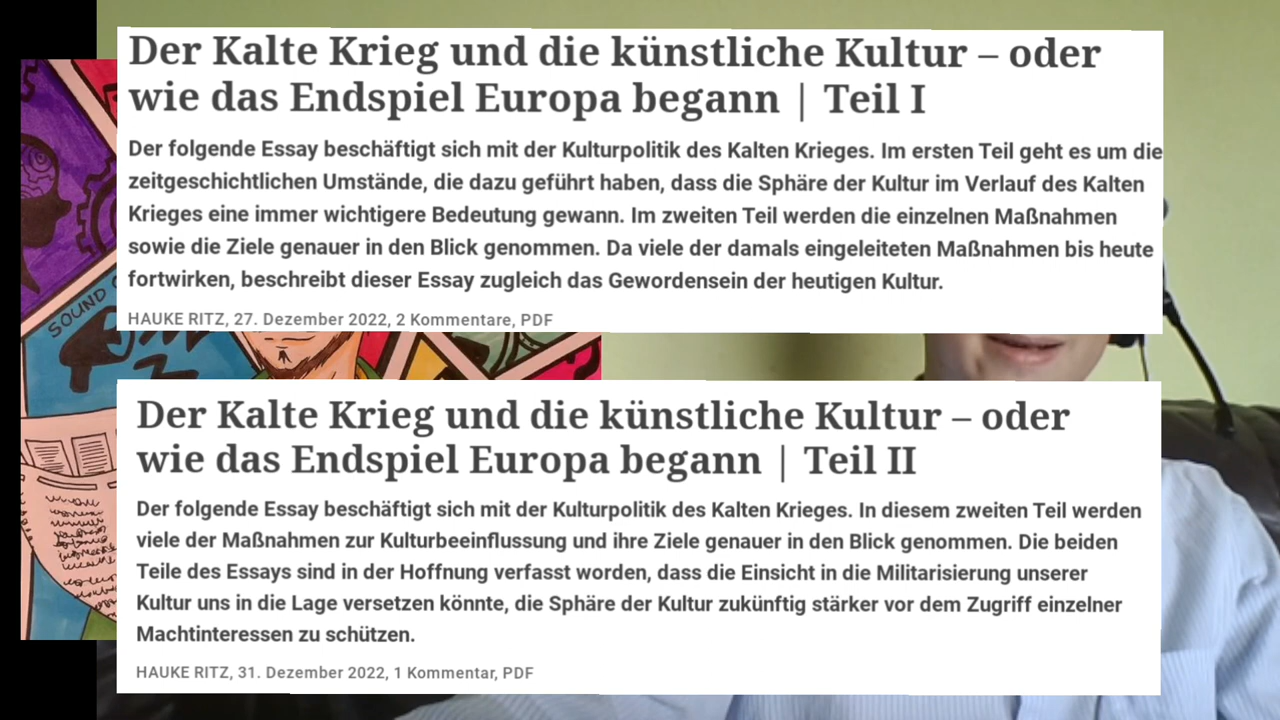 Der Kalte Krieg und die künstliche Kultur – oder
wie das Endspiel Europa begann | Teil I
Der folgende Essay beschäftigt sich mit der Kulturpolitik des Kalten Krieges. Im ersten Teil geht es um die
zeitgeschichtlichen Umstände, die dazu geführt haben, dass die Sphäre der Kultur im Verlauf des Kalten
Krieges eine immer wichtigere Bedeutung gewann. Im zweiten Teil werden die einzelnen Maßnahmen
sowie die Ziele genauer in den Blick genommen. Da viele der damals eingeleiteten Maßnahmen bis heute
fortwirken, beschreibt dieser Essay zugleich das Gewordensein der heutigen Kultur.
HAUKE RITZ, 27. Dezember 2022, 2 Kommentare, PDF
SOUND
Der Kalte Krieg und die künstliche Kultur – oder
wie das Endspiel Europa begann | Teil II
Der folgende Essay beschäftigt sich mit der Kulturpolitik des Kalten Krieges. In diesem zweiten Teil werden
viele der Maßnahmen zur Kulturbeeinflussung und ihre Ziele genauer in den Blick genommen. Die beiden
Teile des Essays sind in der Hoffnung verfasst worden, dass die Einsicht in die Militarisierung unserer
Kultur uns in die Lage versetzen könnte, die Sphäre der Kultur zukünftig stärker vor dem Zugriff einzelner
Machtinteressen zu schützen.
HAUKE RITZ, 31. Dezember 2022, 1 Kommentar, PDF